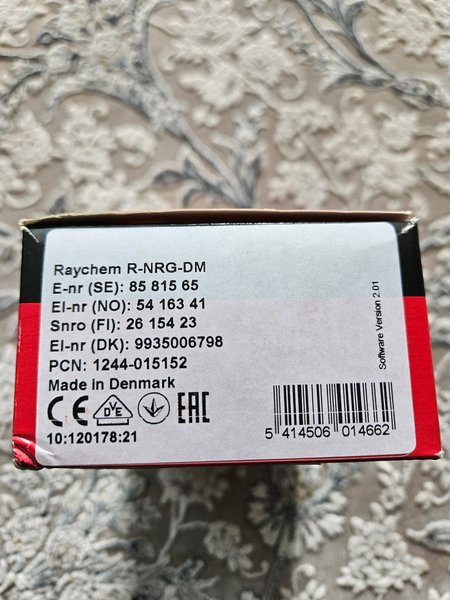 Raychem R-NRG-DM
E-nr (SE): 85 815 65
El-nr (NO): 54 163 41
Snro (FI): 26 154 23
El-nr (DK): 9935006798
PCN: 1244-015152
Made in Denmark
CE DVE EAC
10:120178:21
5 414506 014662
Software Version 2.01